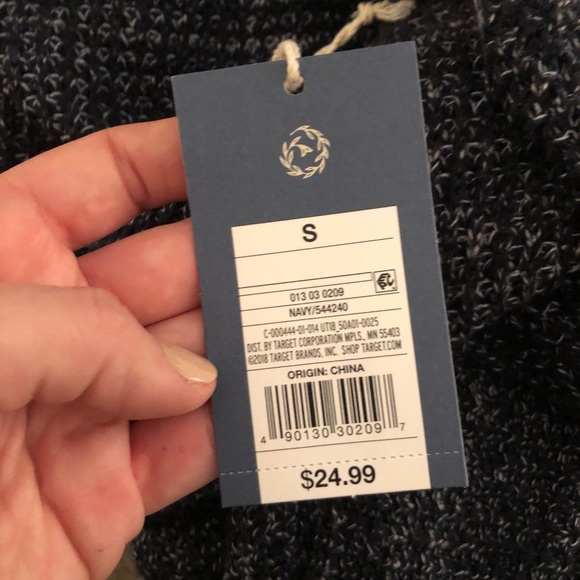 S
013 03 0209
NAVY/544240
C-000444-01-014 UT18_50A01-0025
DIST. BY TARGET CORPORATION MPLS., MN 55403
©2018 TARGET BRANDS, INC. SHOP TARGET.COM
ORIGIN: CHINA
4 90130 30209 7
$24.99